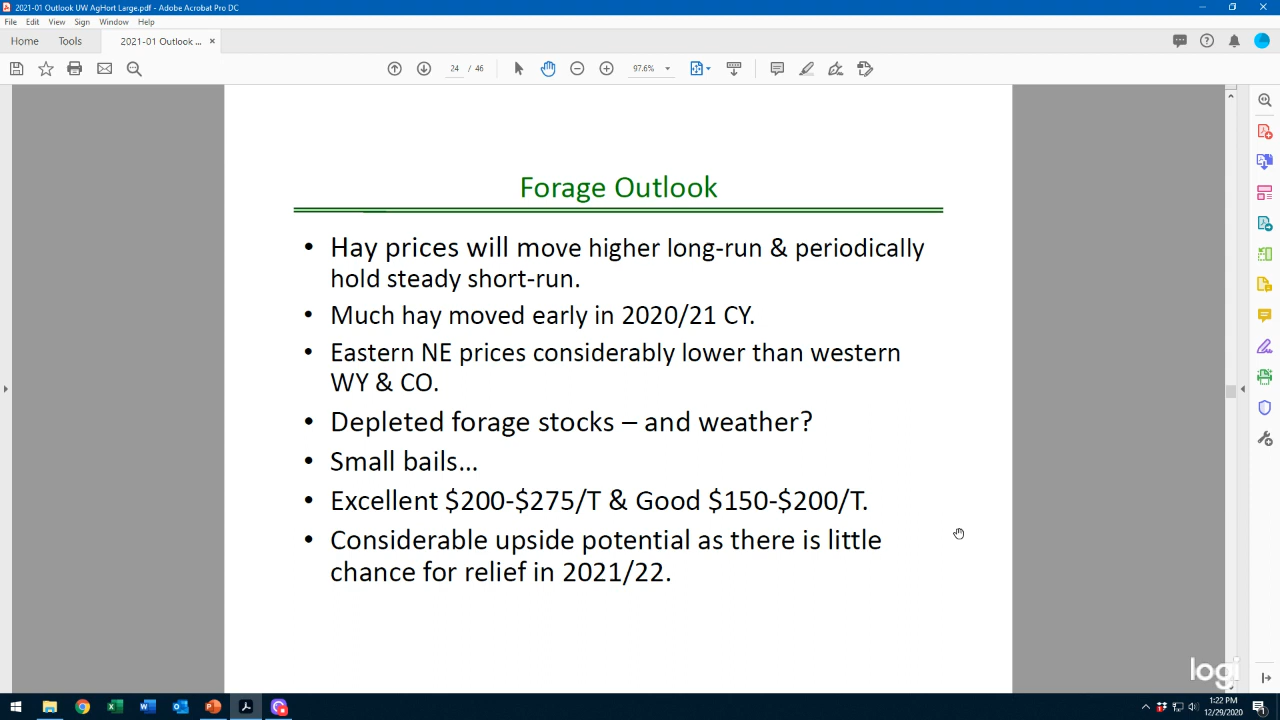 2021-01 Outlook UW AgHort Large.pdf - Adobe Acrobat Pro DC
File Edit View Sign Window Help
Home Tools 2021-01 Outlook ... ×
24 / 46 97.6%
Forage Outlook
• Hay prices will move higher long-run & periodically
hold steady short-run.
• Much hay moved early in 2020/21 CY.
• Eastern NE prices considerably lower than western
WY & CO.
• Depleted forage stocks – and weather?
• Small bails...
• Excellent $200-$275/T & Good $150-$200/T.
• Considerable upside potential as there is little
chance for relief in 2021/22.
logi
1:22 PM
12/29/2020